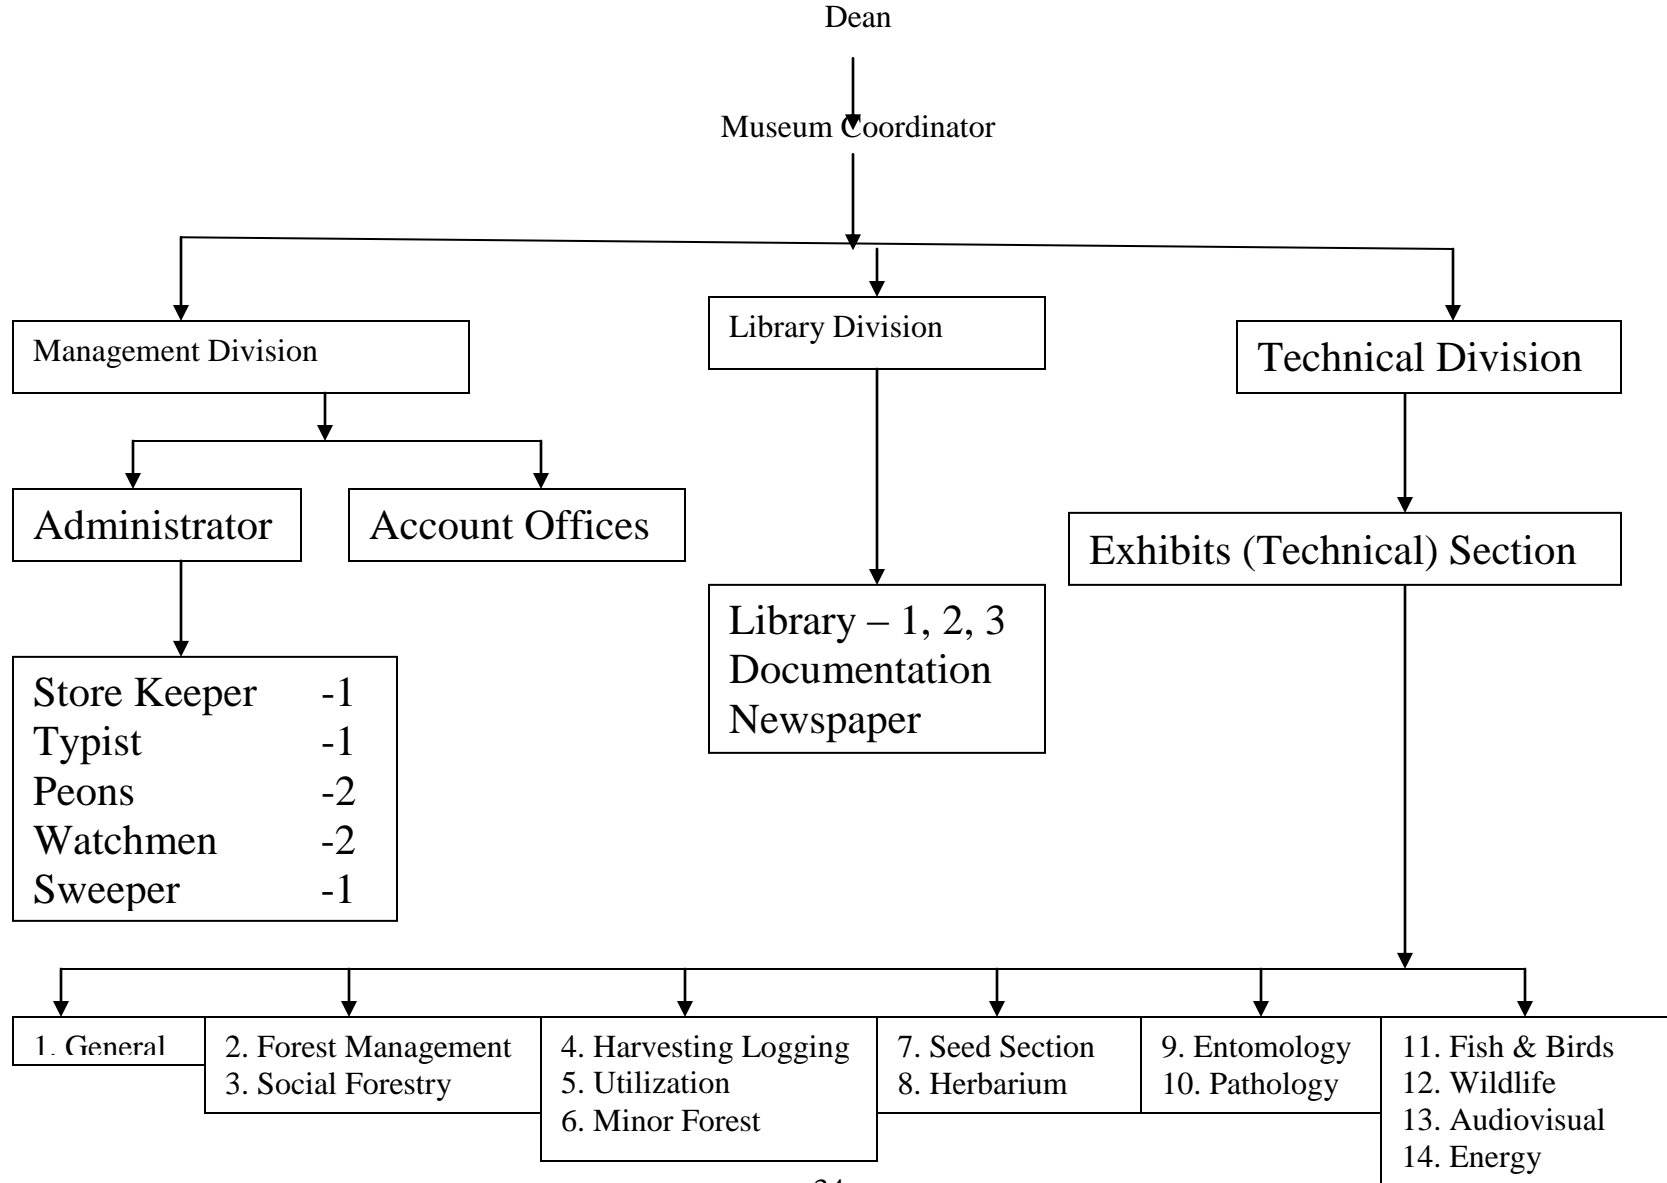 Dean
Museum Coordinator
Management Division
Library Division
Technical Division
Administrator
Account Offices
Exhibits (Technical) Section
Library – 1, 2, 3
Documentation
Newspaper
Store Keeper -1
Typist -1
Peons -2
Watchmen -2
Sweeper -1
1. General
2. Forest Management
3. Social Forestry
4. Harvesting Logging
5. Utilization
6. Minor Forest
7. Seed Section
8. Herbarium
9. Entomology
10. Pathology
11. Fish & Birds
12. Wildlife
13. Audiovisual
14. Energy